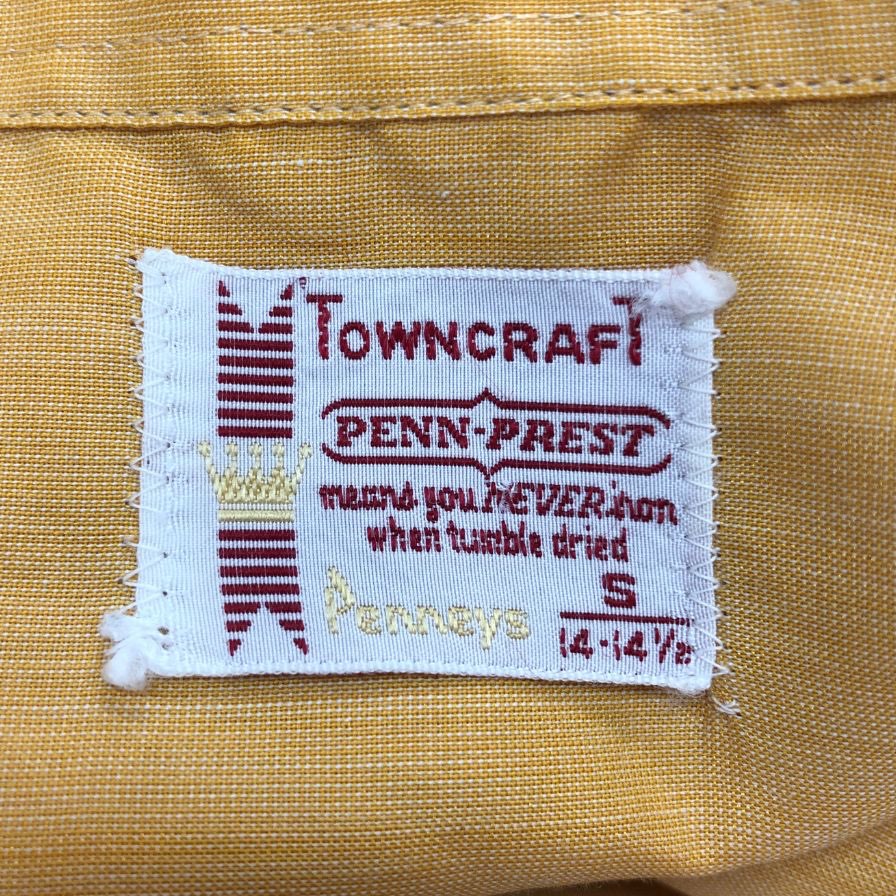 TOWNCRAFT
PENN-PREST
means you NEVER iron
when tumble dried
Penneys
S
14-14½